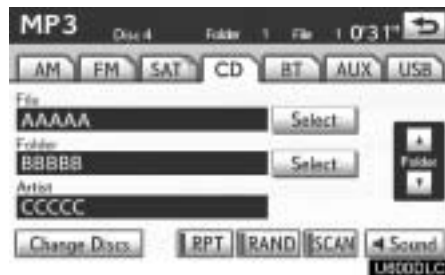 MP3 Disc 4 Folder 1 File 1 0'31"
AM FM SAT CD BT AUX USB
File
AAAAA Select
Folder
BBBBB Select
Folder
Artist
CCCCC
Change Discs RPT RAND SCAN Sound
U6000LC